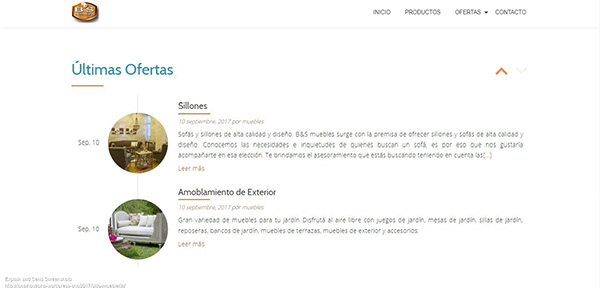 B&S
INICIO PRODUCTOS OFERTAS CONTACTO
Últimas Ofertas
Sillones
10 septiembre, 2017 por muebles
Sep, 10
Sofás y sillones de alta calidad y diseño. B&S muebles surge con la premisa de ofrecer sillones y sofás de alta calidad y
diseño. Conocemos las necesidades e inquietudes de quienes buscan un sofá, es por eso que nos gustaría
acompañarte en esa elección. Te brindamos el asesoramiento que estás buscando teniendo en cuenta las[...]
Leer más
Amoblamiento de Exterior
10 septiembre, 2017 por muebles
Sep, 10
Gran variedad de muebles para tu jardín. Disfrutá al aire libre con juegos de jardín, mesas de jardín, sillas de jardín,
reposeras, bancos de jardín, muebles de terrazas, muebles de exterior y accesorios.
Leer más
Explain and Send Screenshots